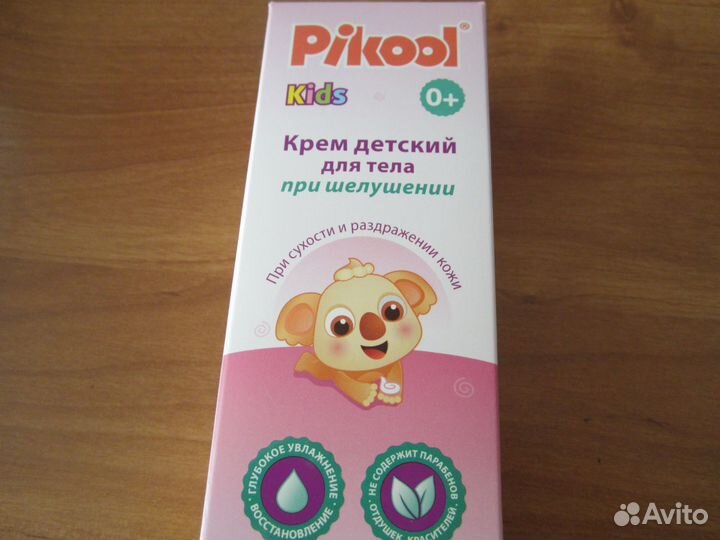 Pikool®
Kids
0+
Крем детский
для тела
при шелушении
При сухости и раздражении кожи
ГЛУБОКОЕ УВЛАЖНЕНИЕ
ВОССТАНОВЛЕНИЕ
НЕ СОДЕРЖИТ ПАРАБЕНОВ
ОТДУШЕК, КРАСИТЕЛЕЙ
Avito